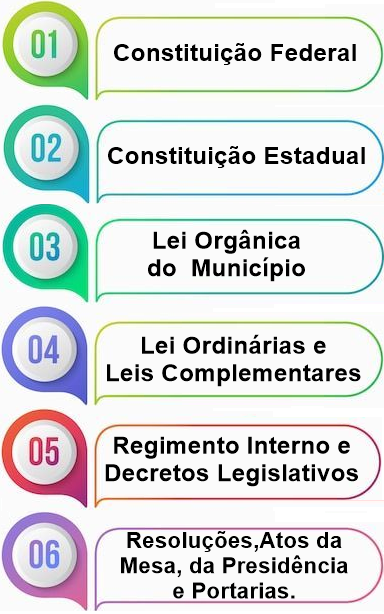 01
Constituição Federal
02
Constituição Estadual
03
Lei Orgânica
do Município
04
Lei Ordinárias e
Leis Complementares
05
Regimento Interno e
Decretos Legislativos
06
Resoluções,Atos da
Mesa, da Presidência
e Portarias.